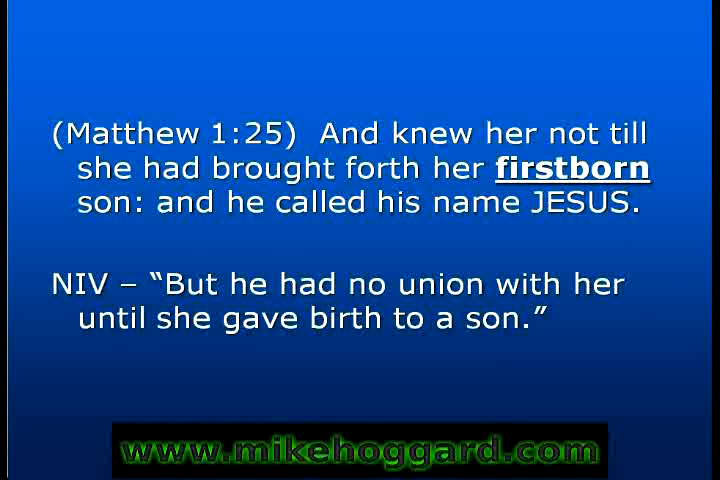 (Matthew 1:25)  And knew her not till
she had brought forth her firstborn
son: and he called his name JESUS.
NIV – “But he had no union with her
until she gave birth to a son.”
www.mikehoggard.com